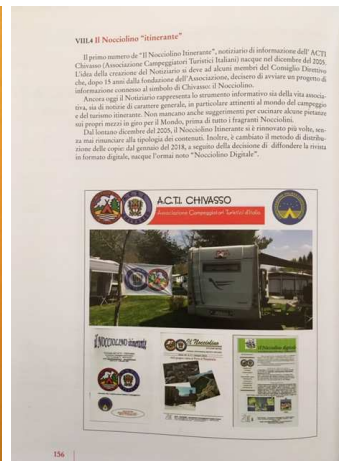 VIII.4 Il Nocciolino "itinerante"
Il primo numero de "Il Nocciolino Itinerante", notiziario di informazione dell'ACTI
Chivasso (Associazione Campeggiatori Turistici Italiani) nacque nel dicembre del 2005.
L'idea della creazione del Notiziario si deve ad alcuni membri del Consiglio Direttivo
che, dopo 15 anni dalla fondazione dell'Associazione, decisero di avviare un progetto di
informazione connesso al simbolo di Chivasso: il Nocciolino.
Ancora oggi il Notiziario rappresenta lo strumento informativo sia della vita associa-
tiva, sia di notizie di carattere generale, in particolare attinenti al mondo del campeggio
e del turismo itinerante. Non mancano anche suggerimenti per cucinare alcune pietanze
sui propri mezzi in giro per il Mondo, prima di tutto i fragranti Nocciolini.
Dal lontano dicembre del 2005, il Nocciolino Itinerante si è rinnovato più volte, sen-
za mai rinunciare alla tipologia dei contenuti. Inoltre, è cambiato il metodo di distribu-
zione delle copie: dal gennaio del 2018, a seguito della decisione di diffondere la rivista
in formato digitale, nacque l'ormai noto "Nocciolino Digitale".
A.C.T.I. CHIVASSO
Associazione Campeggiatori Turistici d'Italia
il NOCCIOLINO itinerante
Il Nocciolino
Il Nocciolino digitale
156